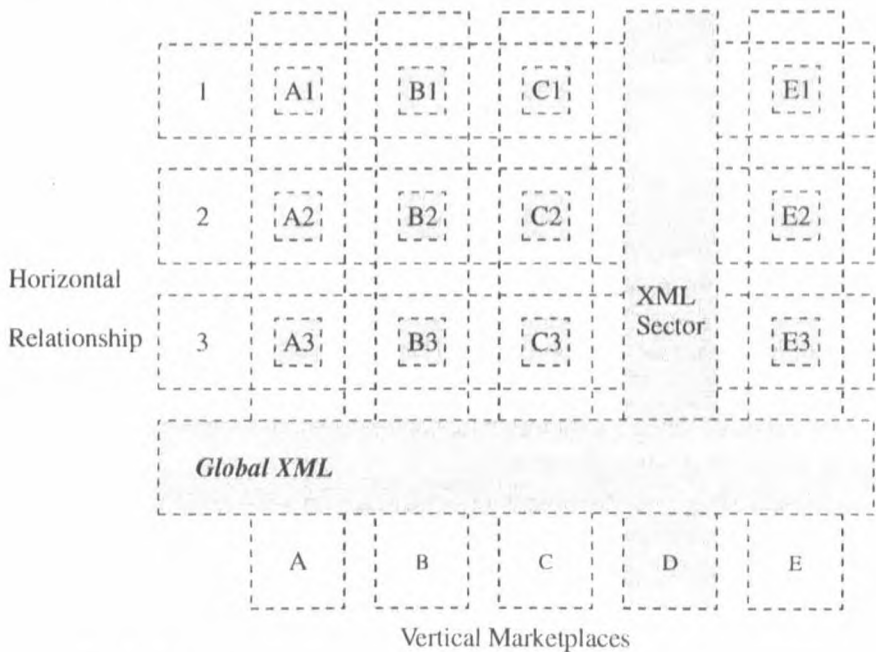 1 A1 B1 C1 E1
2 A2 B2 C2 E2
Horizontal
XML
Sector
Relationship 3 A3 B3 C3 E3
Global XML
A B C D E
Vertical Marketplaces